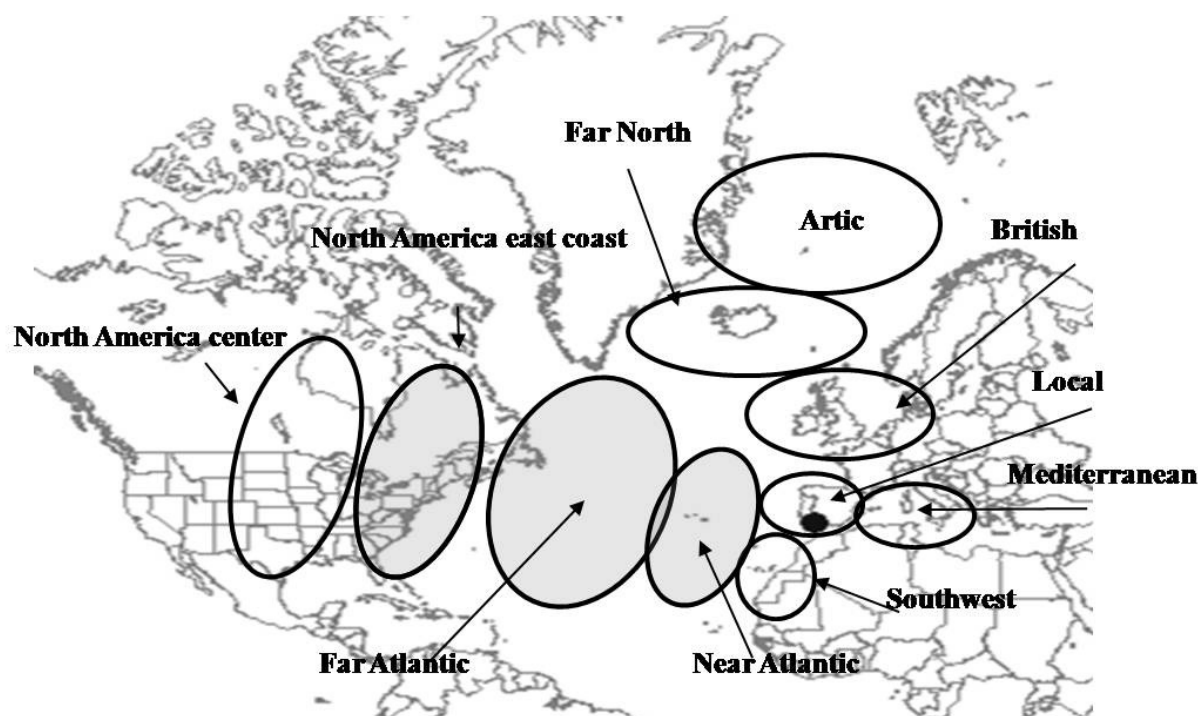 Far North
Artic
British
North America east coast
North America center
Local
Mediterranean
Southwest
Far Atlantic
Near Atlantic